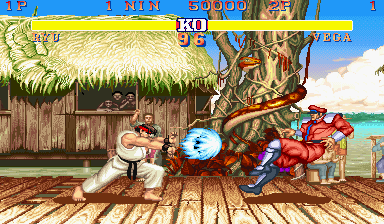 1P 1 NIN 50000 2P 1
KO
RYU 96 VEGA